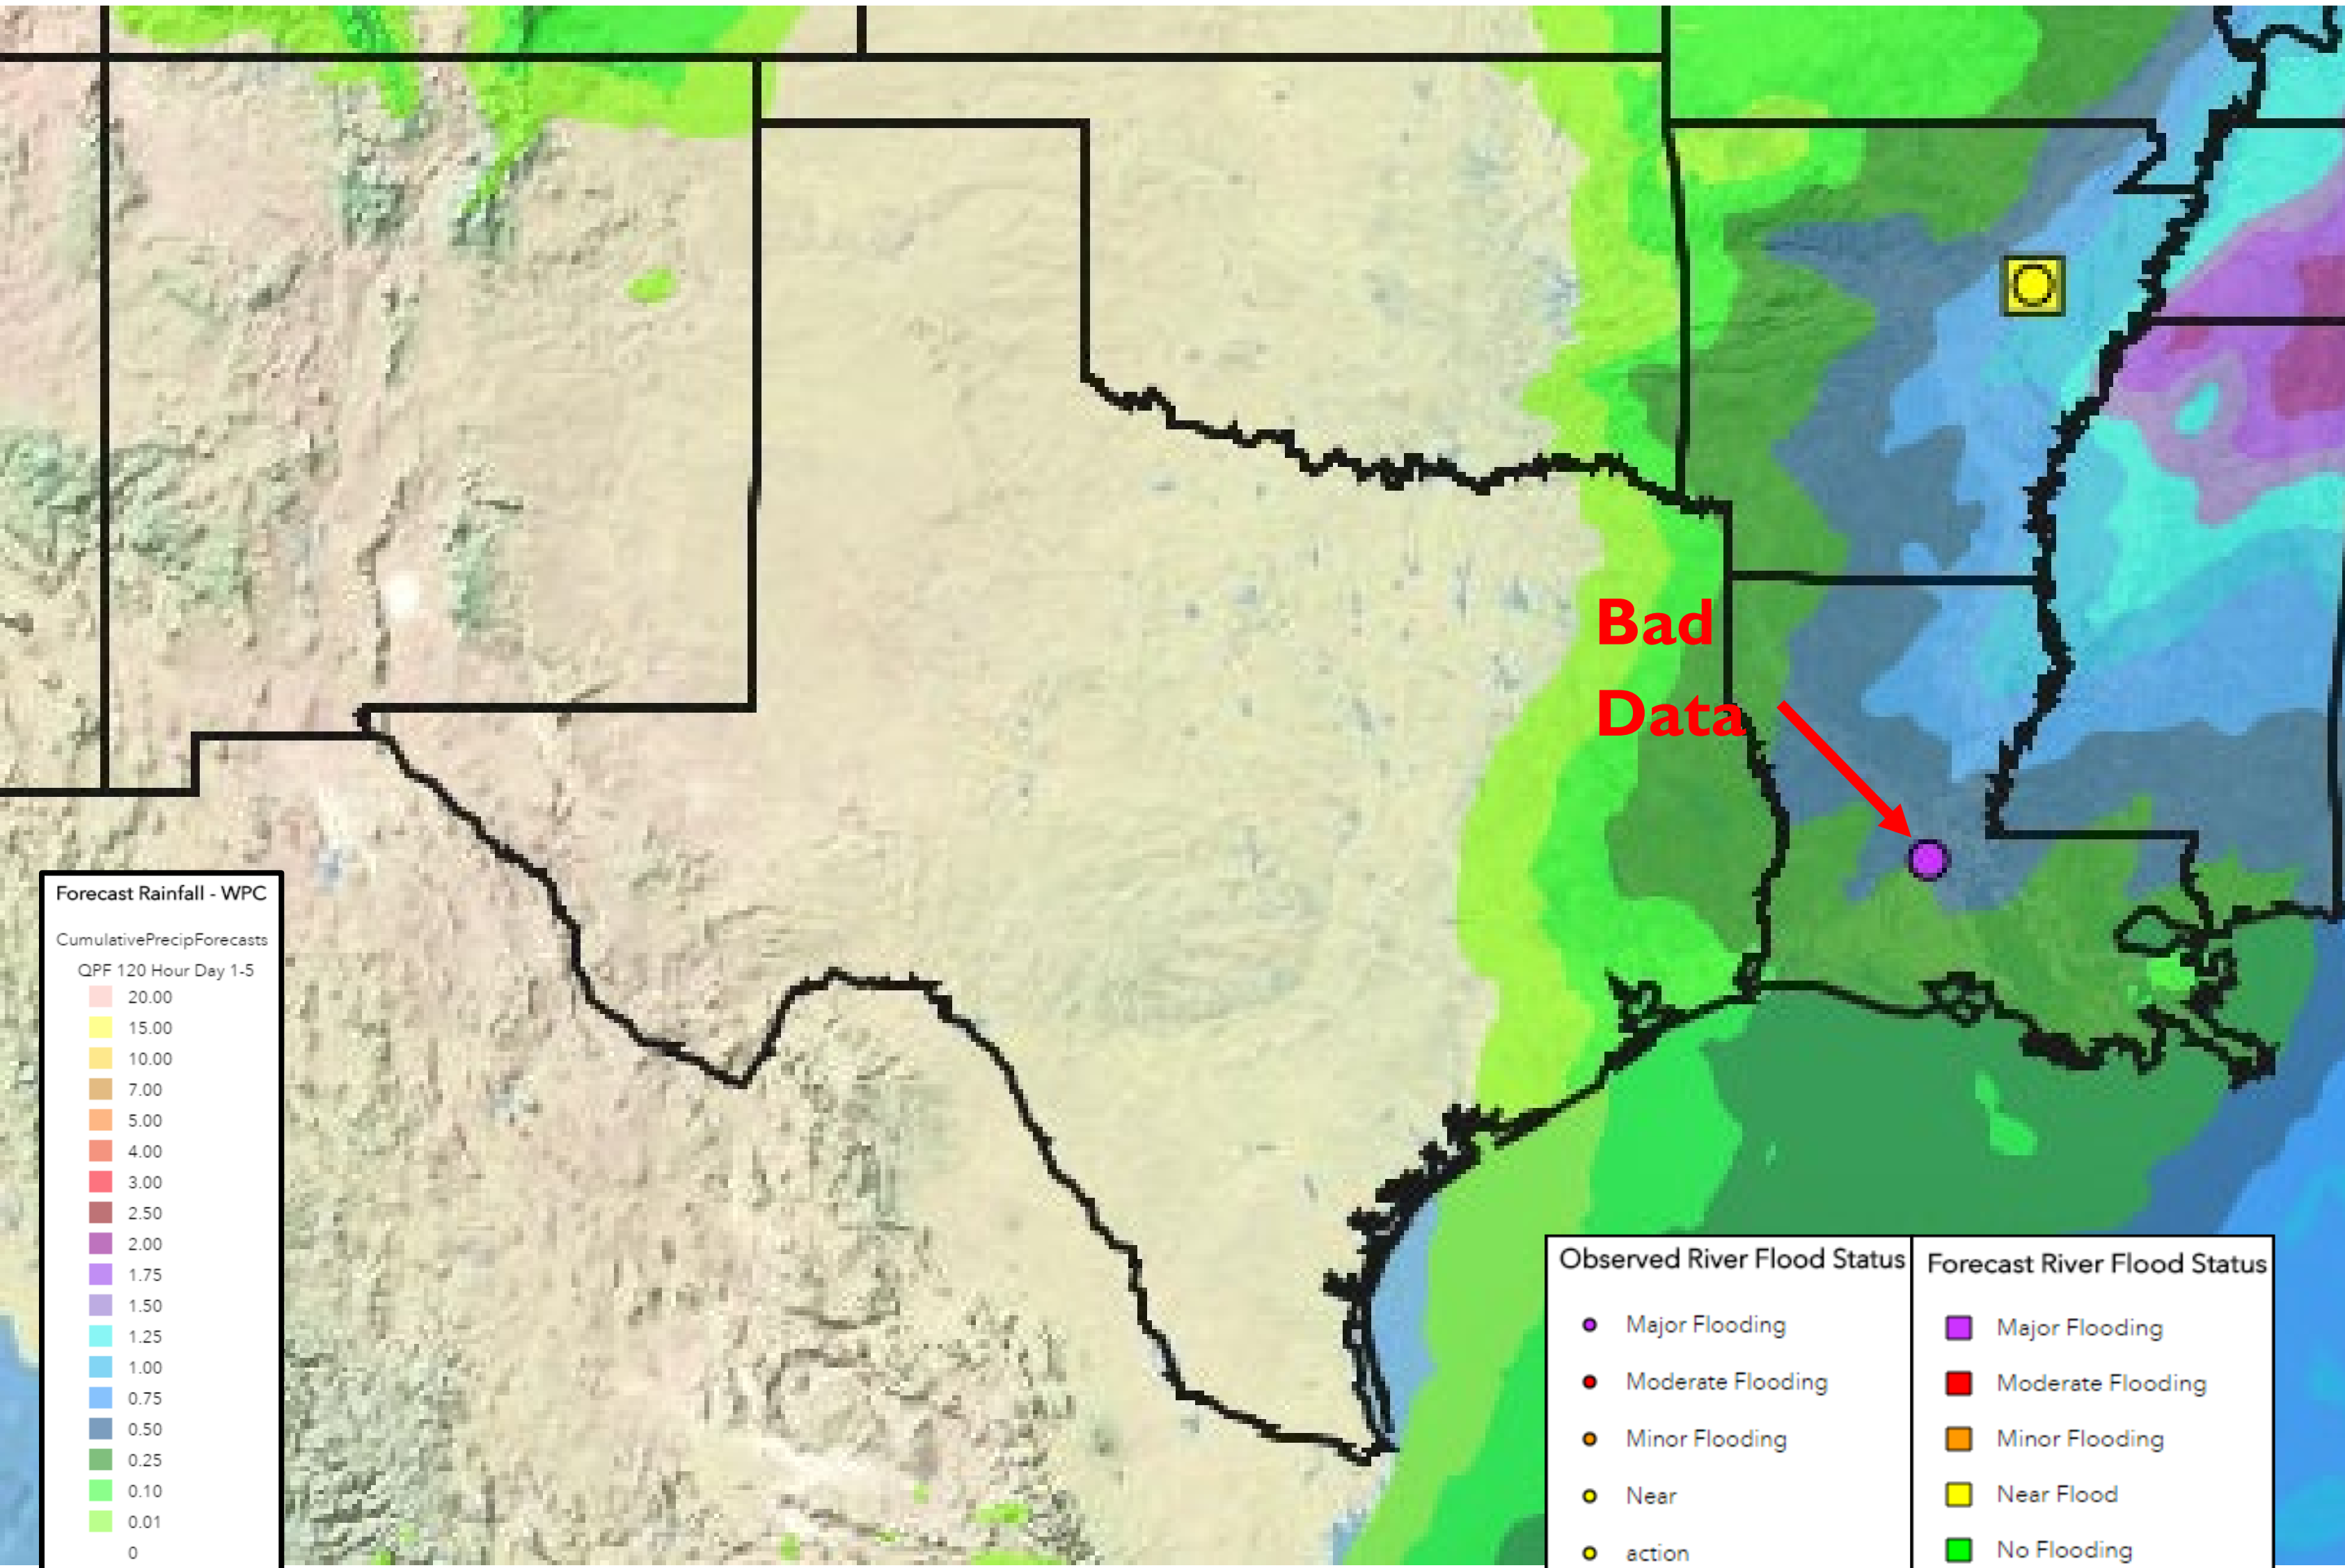 Bad
Data
Forecast Rainfall - WPC
CumulativePrecipForecasts
QPF 120 Hour Day 1-5
20.00
15.00
10.00
7.00
5.00
4.00
3.00
2.50
2.00
1.75
1.50
1.25
1.00
0.75
0.50
0.25
0.10
0.01
0
Observed River Flood Status
Major Flooding
Moderate Flooding
Minor Flooding
Near
action
Forecast River Flood Status
Major Flooding
Moderate Flooding
Minor Flooding
Near Flood
No Flooding